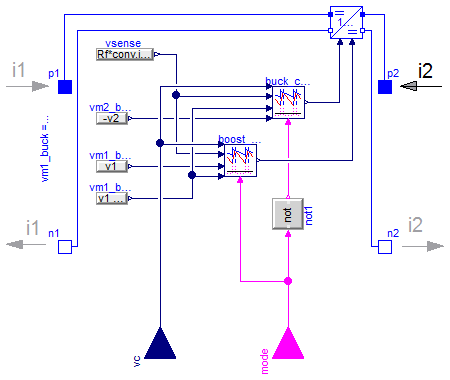 1...
vsense
i1
p1
Rf*conv.i...
p2
i2
buck_c...
vm2_b...
-v2
vm1_buck =...
boost_...
vm1_b...
v1
vm1_b...
v1 ...
not
not1
i1
n1
n2
i2
vc
mode